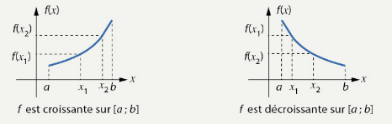 f(x) f(x)
f(x₂) f(x₁)
f(x₁) f(x₂)
a x₁ x₂ b x a x₁ x₂ b x
f est croissante sur [a ; b] f est décroissante sur [a ; b]